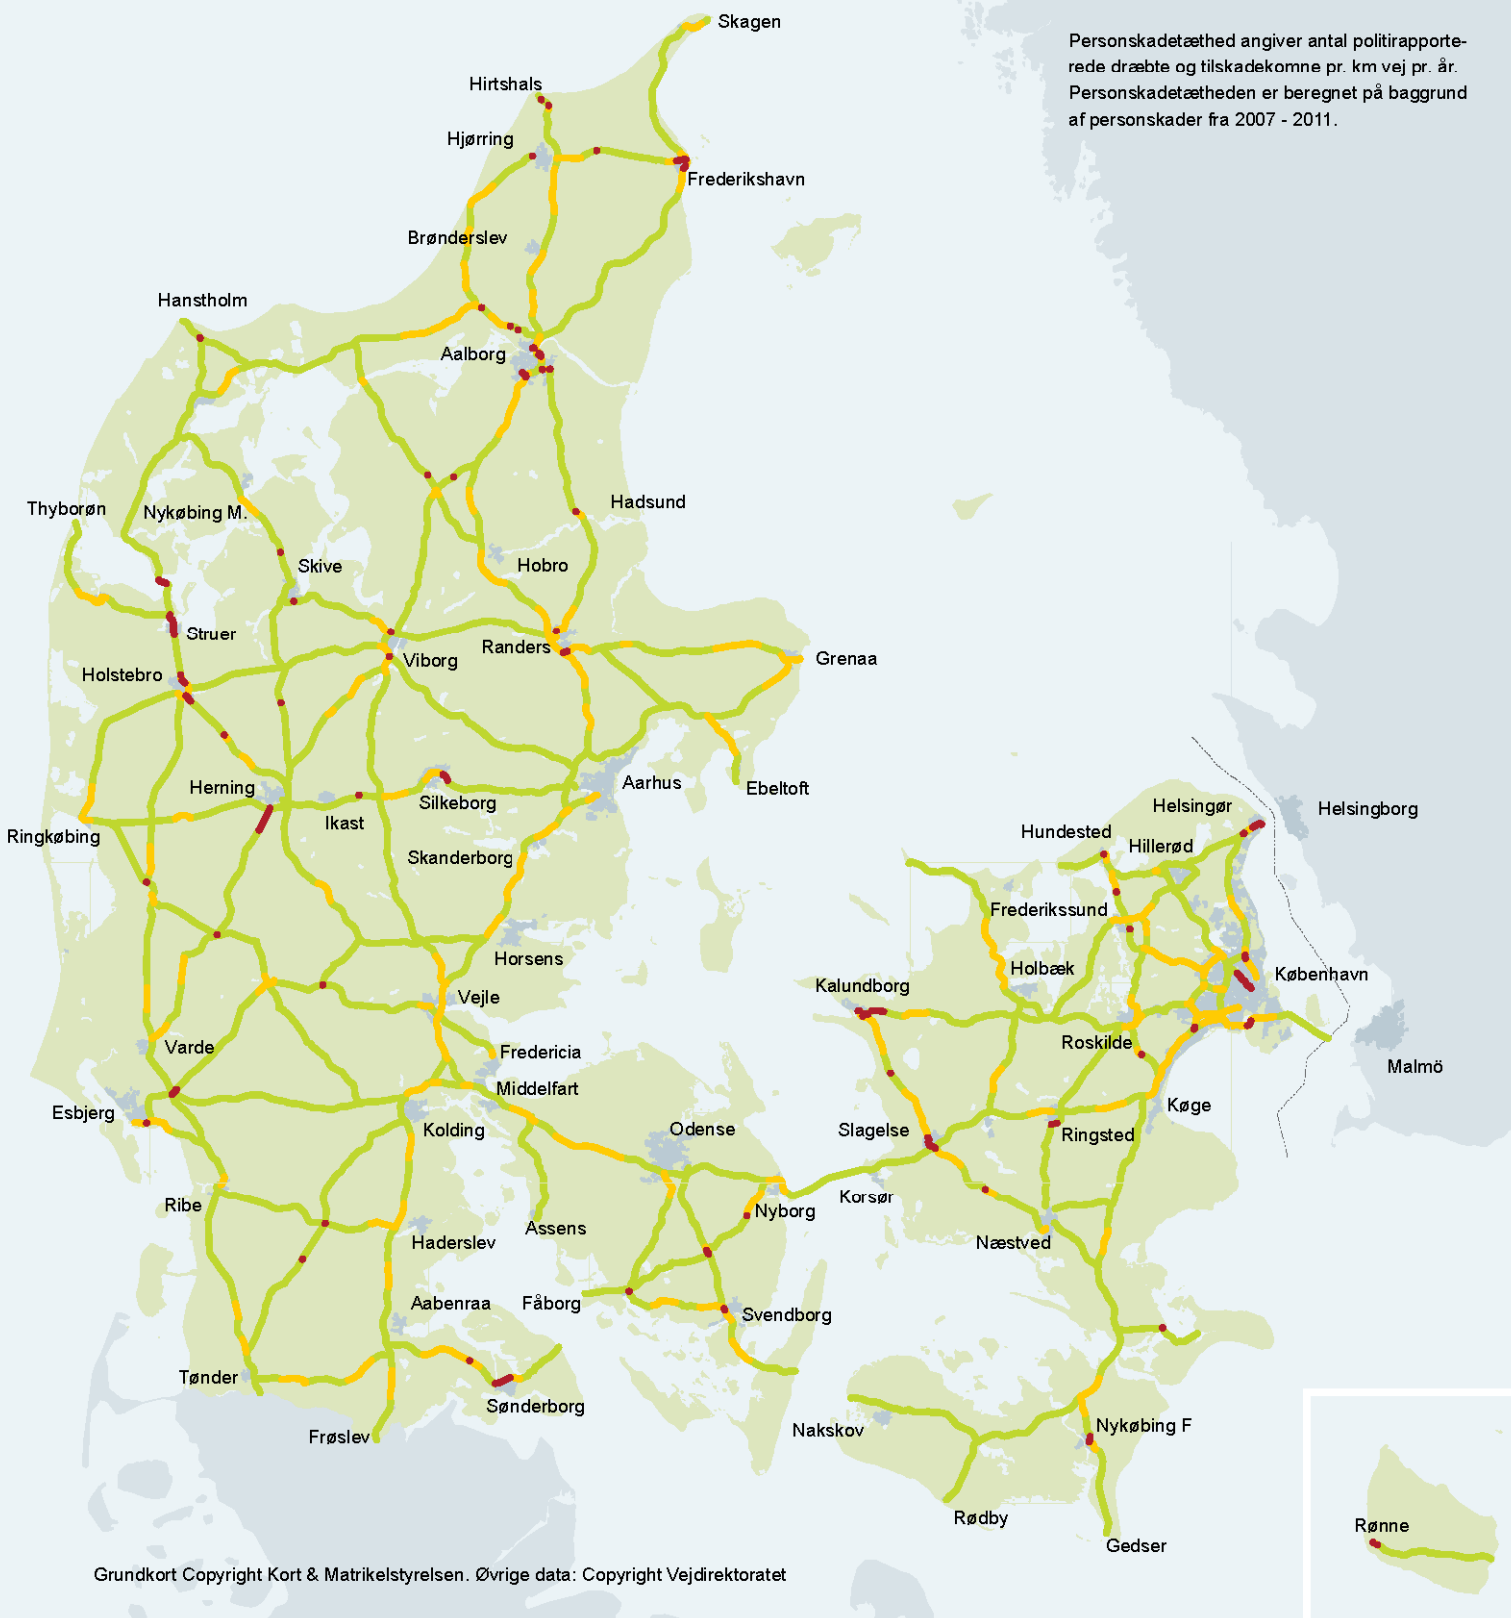 Skagen
Personskadetæthed angiver antal politirapporte-
rede dræbte og tilskadekomne pr. km vej pr. år.
Personskadetætheden er beregnet på baggrund
af personskader fra 2007 - 2011.
Hirtshals
Hjørring
Frederikshavn
Brønderslev
Hanstholm
Aalborg
Thyborøn
Nykøbing M.
Hadsund
Skive
Hobro
Struer
Randers
Viborg
Grenaa
Holstebro
Herning
Silkeborg
Aarhus
Ebeltoft
Ikast
Ringkøbing
Skanderborg
Helsingør
Helsingborg
Hundested
Hillerød
Frederikssund
Horsens
Holbæk
København
Kalundborg
Vejle
Varde
Fredericia
Roskilde
Malmö
Middelfart
Esbjerg
Kolding
Odense
Slagelse
Ringsted
Køge
Ribe
Korsør
Nyborg
Assens
Haderslev
Næstved
Aabenraa
Fåborg
Svendborg
Tønder
Sønderborg
Frøslev
Nakskov
Nykøbing F
Rødby
Rønne
Gedser
Grundkort Copyright Kort & Matrikelstyrelsen. Øvrige data: Copyright Vejdirektoratet